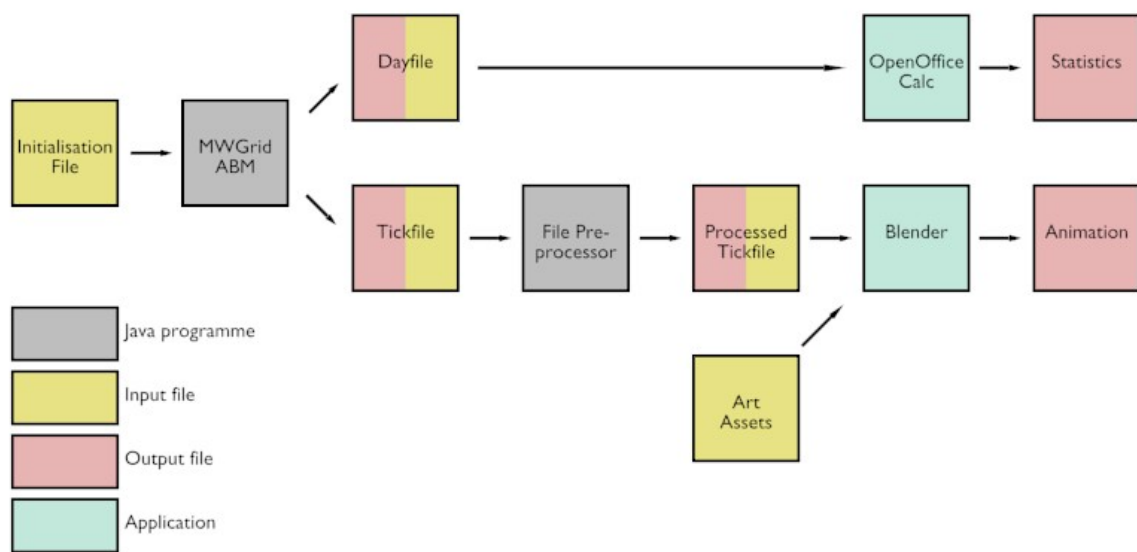 Dayfile
OpenOffice
Calc
Statistics
Initialisation
File
MWGrid
ABM
Tickfile
File Pre-
processor
Processed
Tickfile
Blender
Animation
Java programme
Input file
Output file
Application
Art
Assets